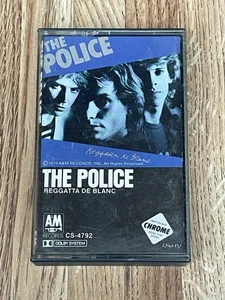 THE
POLICE
Reggatta de Blanc
© 1979 A&M RECORDS, INC. All Rights Reserved.
THE POLICE
REGGATTA DE BLANC
A&M
RECORDS CS-4792
DOLBY SYSTEM
CHROME